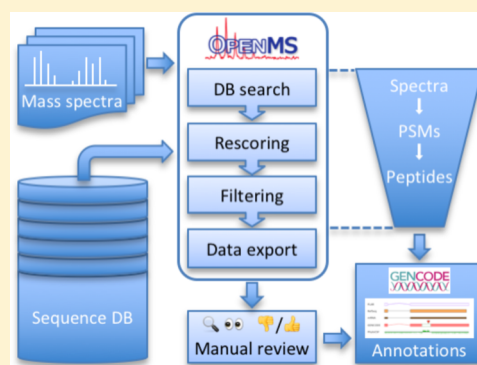 Mass spectra
OPENMS
DB search
Rescoring
Filtering
Data export
Spectra
PSMs
Peptides
Sequence DB
Manual review
GENCODE
Annotations